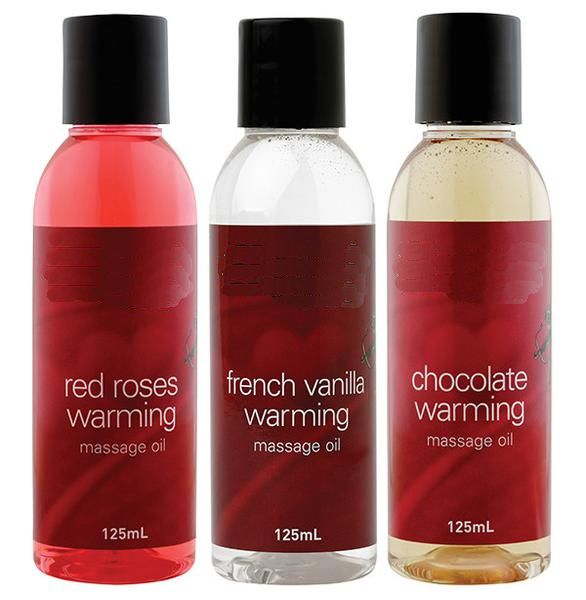 red roses
warming
massage oil
125mL
french vanilla
warming
massage oil
125mL
chocolate
warming
massage oil
125mL